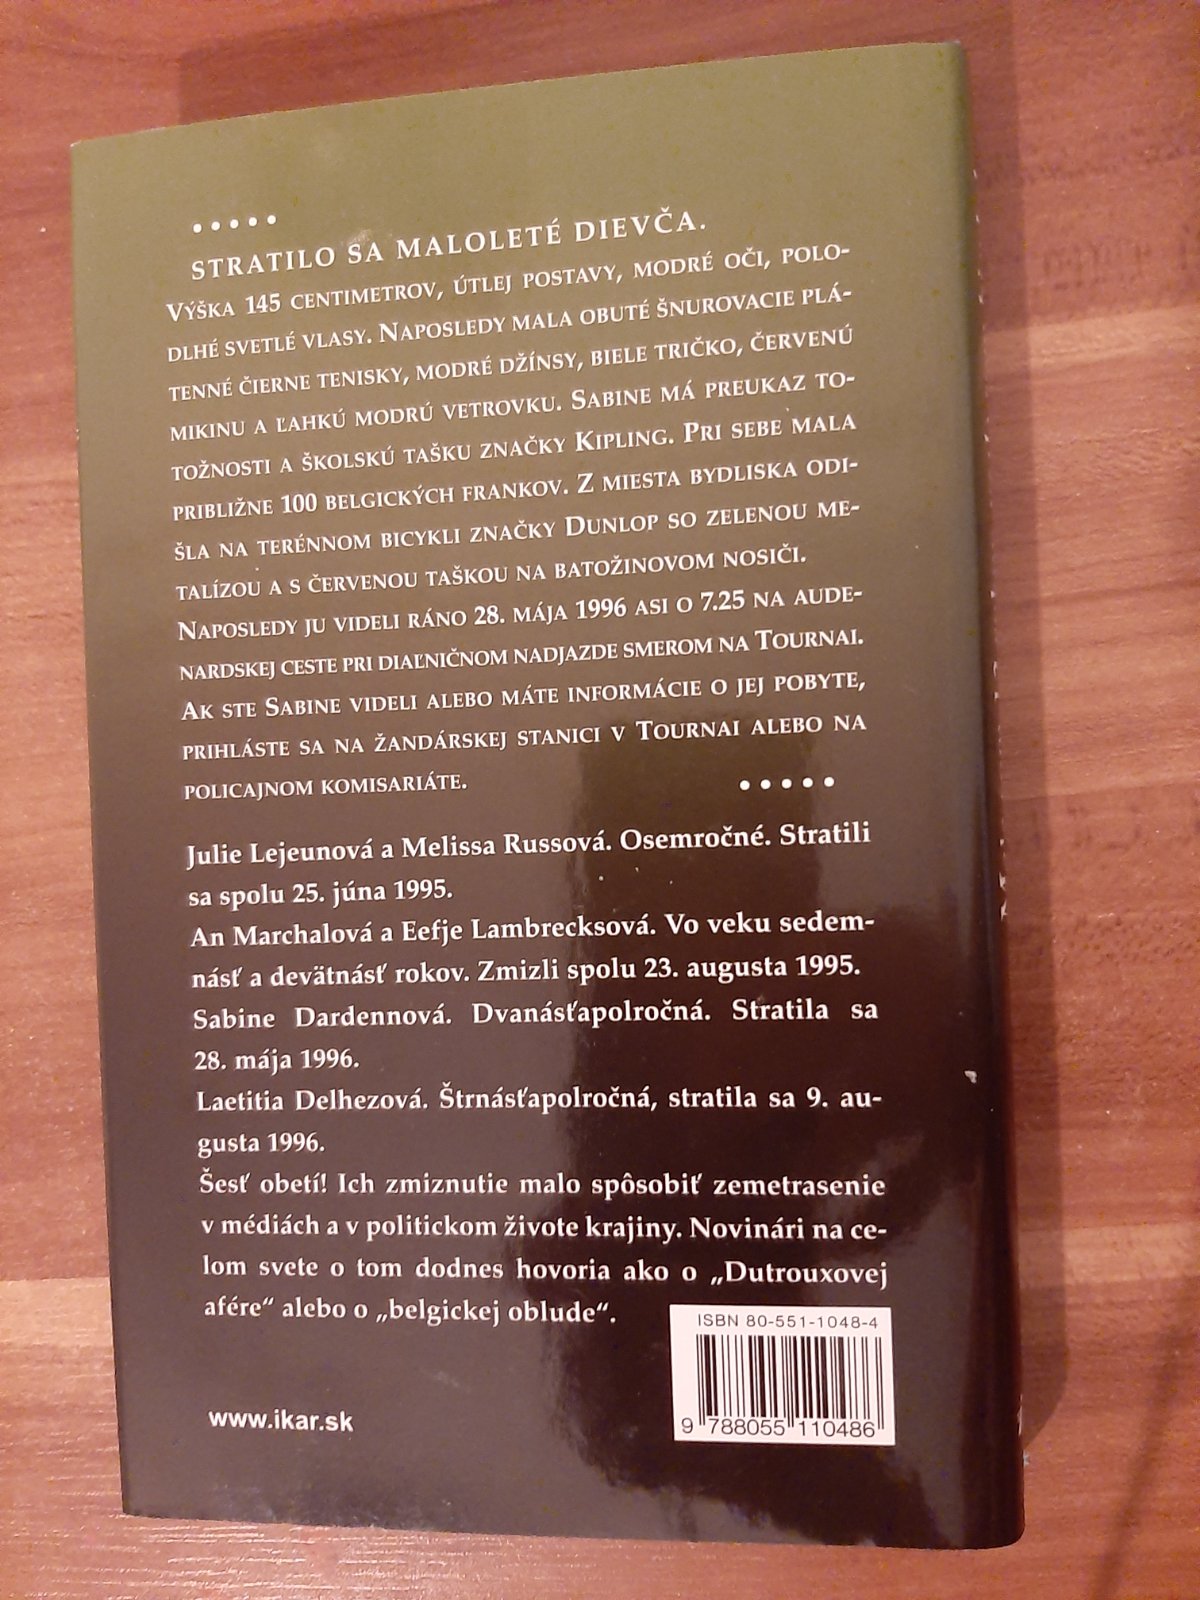 • • • • •
STRATILO SA MALOLETÉ DIEVČA.
VÝŠKA 145 CENTIMETROV, ÚTLEJ POSTAVY, MODRÉ OČI, POLO-
DLHÉ SVETLÉ VLASY. NAPOSLEDY MALA OBUTÉ ŠNUROVACIE PLÁ-
TENNÉ ČIERNE TENISKY, MODRÉ DŽÍNSY, BIELE TRIČKO, ČERVENÚ
MIKINU A ĽAHKÚ MODRÚ VETROVKU. SABINE MÁ PREUKAZ TO-
TOŽNOSTI A ŠKOLSKÚ TAŠKU ZNAČKY KIPLING. PRI SEBE MALA
PRIBLIŽNE 100 BELGICKÝCH FRANKOV. Z MIESTA BYDLISKA ODI-
ŠLA NA TERÉNNOM BICYKLI ZNAČKY DUNLOP SO ZELENOU ME-
TALÍZOU A S ČERVENOU TAŠKOU NA BATOŽINOVOM NOSIČI.
NAPOSLEDY JU VIDELI RÁNO 28. MÁJA 1996 ASI O 7.25 NA AUDE-
NARDSKEJ CESTE PRI DIAĽNIČNOM NADJAZDE SMEROM NA TOURNAI.
AK STE SABINE VIDELI ALEBO MÁTE INFORMÁCIE O JEJ POBYTE,
PRIHLÁSTE SA NA ŽANDÁRSKEJ STANICI V TOURNAI ALEBO NA
POLICAJNOM KOMISARIÁTE.
• • • • •
Julie Lejeunová a Melissa Russová. Osemročné. Stratili
sa spolu 25. júna 1995.
An Marchalová a Eefje Lambrecksová. Vo veku sedem-
násť a devätnásť rokov. Zmizli spolu 23. augusta 1995.
Sabine Dardennová. Dvanásťapolročná. Stratila sa
28. mája 1996.
Laetitia Delhezová. Štrnásťapolročná, stratila sa 9. au-
gusta 1996.
Šesť obetí! Ich zmiznutie malo spôsobiť zemetrasenie
v médiách a v politickom živote krajiny. Novinári na ce-
lom svete o tom dodnes hovoria ako o „Dutrouxovej
afére“ alebo o „belgickej oblude“.
ISBN 80-551-1048-4
9 788055 110486
www.ikar.sk